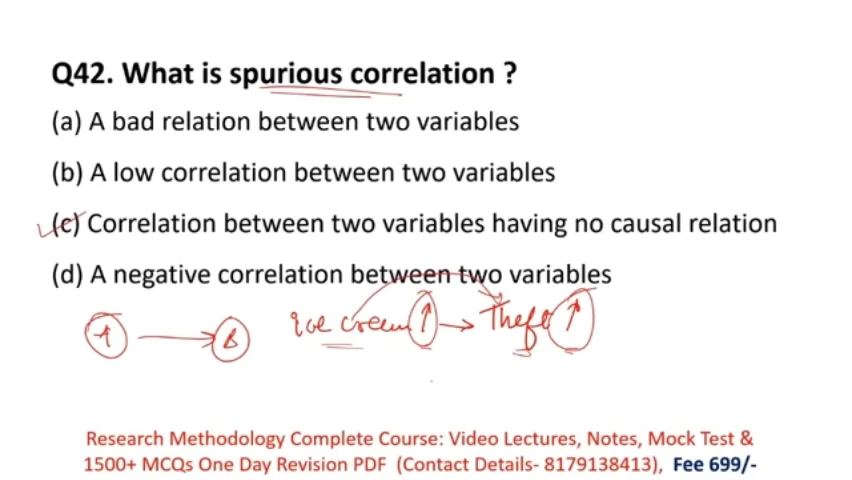 Q42. What is spurious correlation ?
(a) A bad relation between two variables
(b) A low correlation between two variables
(c) Correlation between two variables having no causal relation
(d) A negative correlation between two variables
A B Ice cream Theft
Research Methodology Complete Course: Video Lectures, Notes, Mock Test &
1500+ MCQs One Day Revision PDF (Contact Details- 8179138413), Fee 699/-